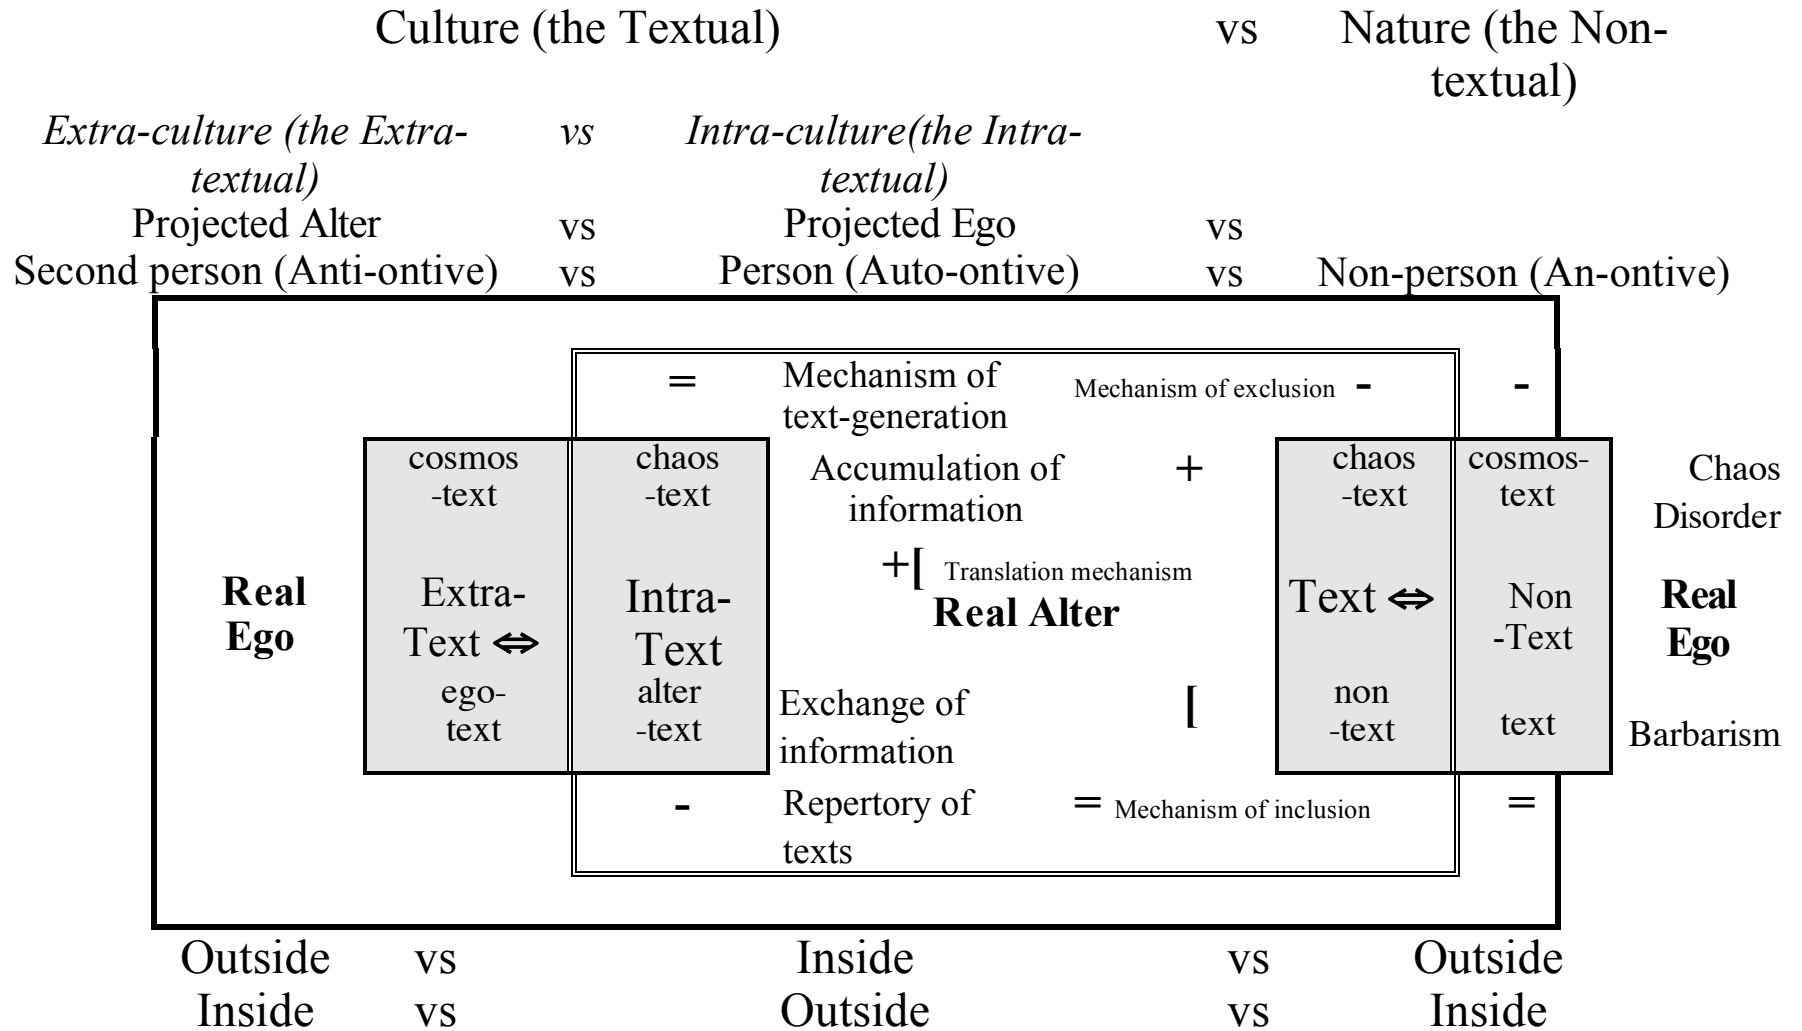 Culture (the Textual) vs Nature (the Non-
textual)
Extra-culture (the Extra- vs Intra-culture(the Intra-
textual) textual)
Projected Alter vs Projected Ego vs
Second person (Anti-ontive) vs Person (Auto-ontive) vs Non-person (An-ontive)
= Mechanism of Mechanism of exclusion - -
text-generation
cosmos chaos Accumulation of + chaos cosmos- Chaos
-text -text information -text text Disorder
+[ Translation mechanism
Real Extra- Intra- Real Alter Text ⇔ Non Real
Ego Text ⇔ Text -Text Ego
ego- alter Exchange of [ non
text -text information -text text Barbarism
- Repertory of = Mechanism of inclusion =
texts
Outside vs Inside vs Outside
Inside vs Outside vs Inside